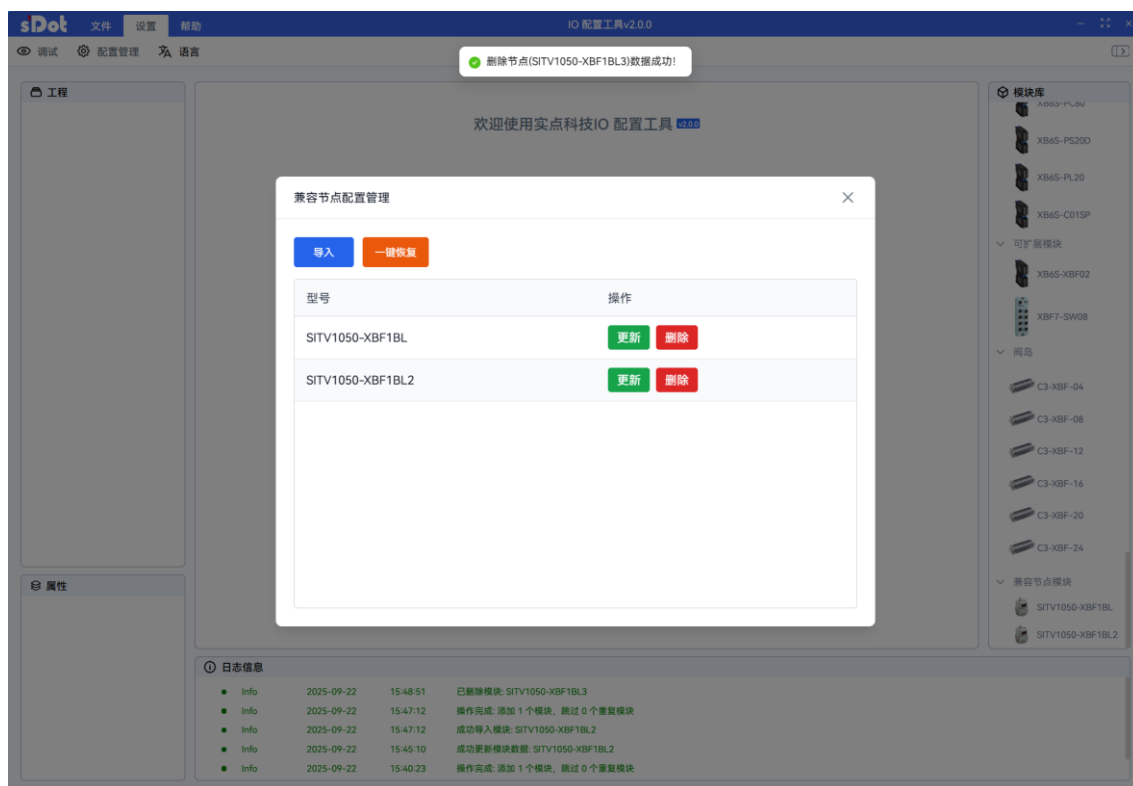 sDot 文件 设置 帮助 IO 配置工具v2.0.0
调试 配置管理 语言
删除节点(SITV1050-XBF1BL3)数据成功!
工程
欢迎使用实点科技IO 配置工具 v2.0.0
兼容节点配置管理
导入 一键恢复
型号 操作
SITV1050-XBF1BL 更新 删除
SITV1050-XBF1BL2 更新 删除
模块库
XB6S-PC80
XB6S-PS20D
XB6S-PL20
XB6S-C01SP
可扩展模块
XB6S-XBF02
XBF7-SW08
阀岛
C3-XBF-04
C3-XBF-08
C3-XBF-12
C3-XBF-16
C3-XBF-20
C3-XBF-24
兼容节点模块
SITV1050-XBF1BL
SITV1050-XBF1BL2
属性
日志信息
Info 2025-09-22 15:48:51 已删除模块: SITV1050-XBF1BL3
Info 2025-09-22 15:47:12 操作完成: 添加 1 个模块，跳过 0 个重复模块
Info 2025-09-22 15:47:12 成功导入模块: SITV1050-XBF1BL2
Info 2025-09-22 15:45:10 成功更新模块数据: SITV1050-XBF1BL2
Info 2025-09-22 15:40:23 操作完成: 添加 1 个模块，跳过 0 个重复模块